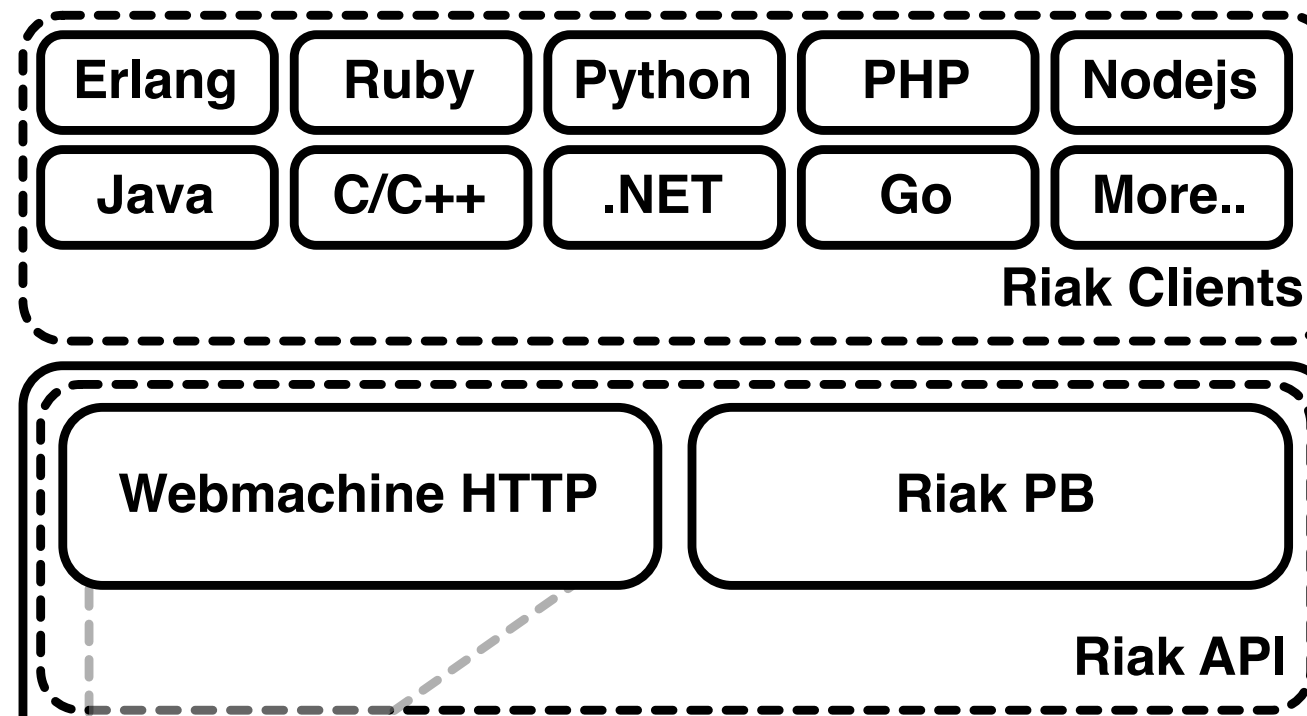 Erlang Ruby Python PHP Nodejs
Java C/C++ .NET Go More..
Riak Clients
Webmachine HTTP Riak PB
Riak API